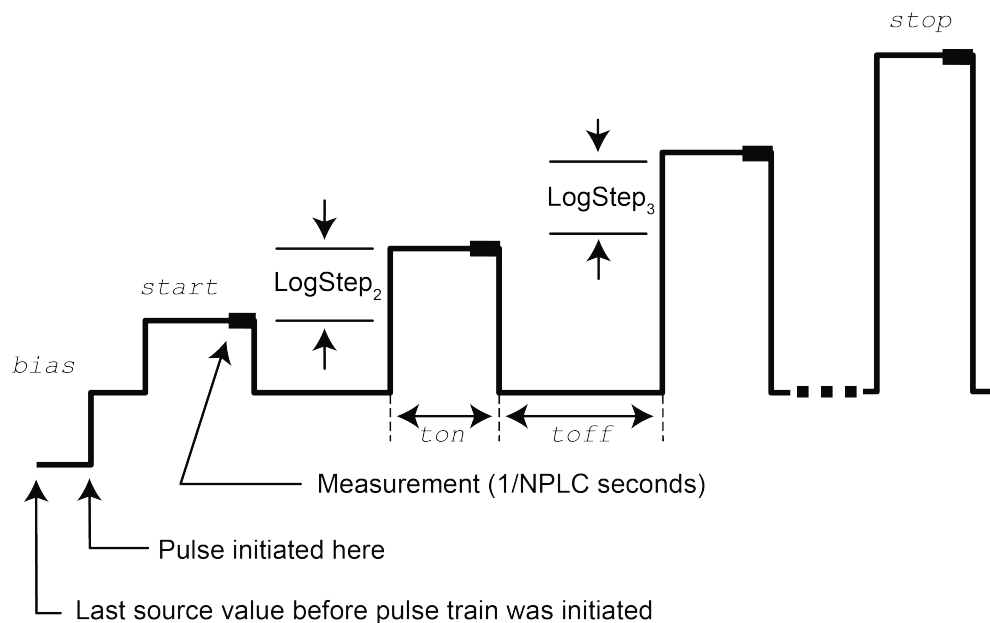 stop
LogStep3
LogStep2
start
bias
ton
toff
Measurement (1/NPLC seconds)
Pulse initiated here
Last source value before pulse train was initiated